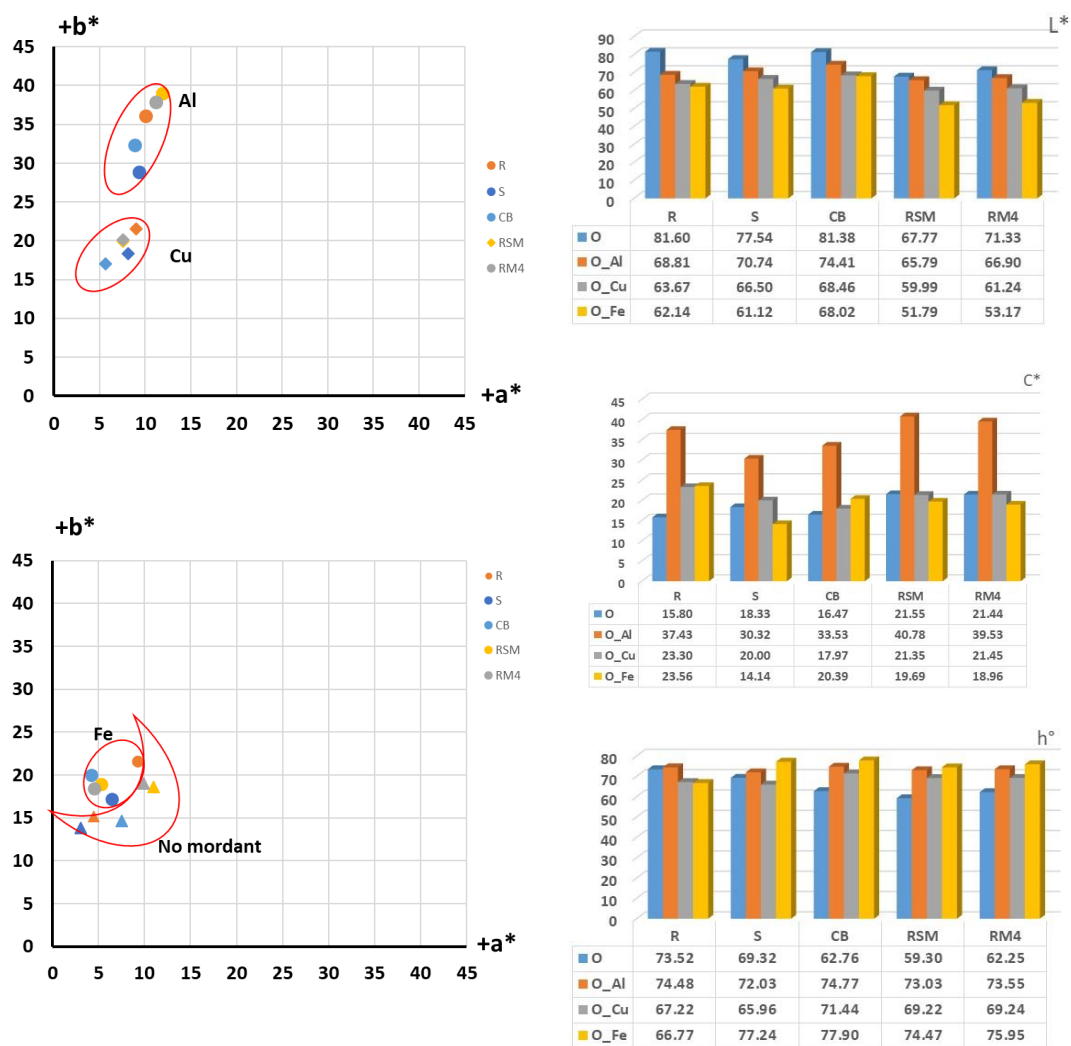 +b*
45
40
35
30
25
20
15
10
5
0
Al
Cu
+a*
0 5 10 15 20 25 30 35 40 45
R
S
CB
RSM
RM4
L*
90
80
70
60
50
40
30
20
10
0
R S CB RSM RM4
O 81.60 77.54 81.38 67.77 71.33
O_Al 68.81 70.74 74.41 65.79 66.90
O_Cu 63.67 66.50 68.46 59.99 61.24
O_Fe 62.14 61.12 68.02 51.79 53.17
C*
45
40
35
30
25
20
15
10
5
0
R S CB RSM RM4
O 15.80 18.33 16.47 21.55 21.44
O_Al 37.43 30.32 33.53 40.78 39.53
O_Cu 23.30 20.00 17.97 21.35 21.45
O_Fe 23.56 14.14 20.39 19.69 18.96
+b*
45
40
35
30
25
20
15
10
5
0
Fe
No mordant
+a*
0 5 10 15 20 25 30 35 40 45
R
S
CB
RSM
RM4
h°
80
70
60
50
40
30
20
10
0
R S CB RSM RM4
O 73.52 69.32 62.76 59.30 62.25
O_Al 74.48 72.03 74.77 73.03 73.55
O_Cu 67.22 65.96 71.44 69.22 69.24
O_Fe 66.77 77.24 77.90 74.47 75.95